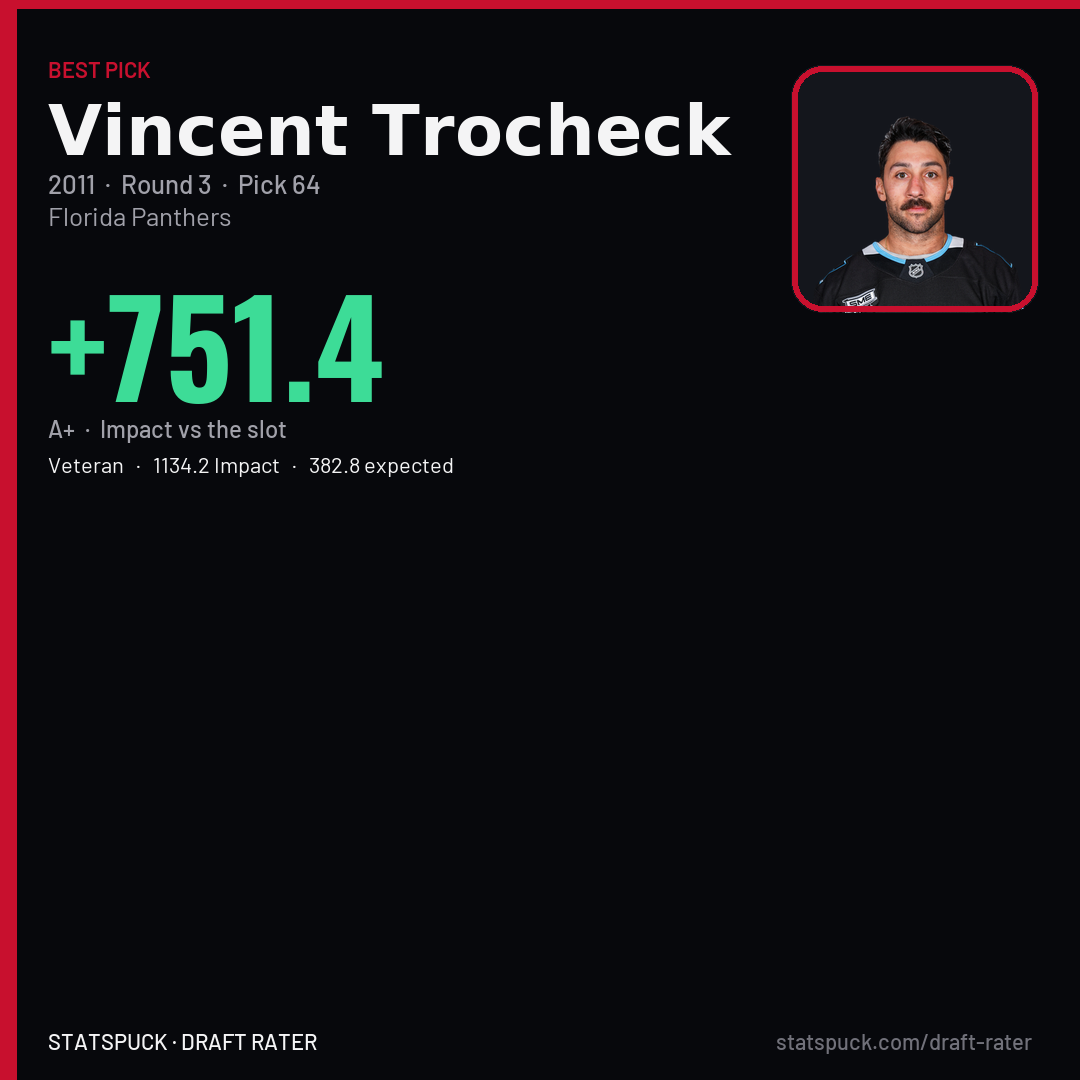 BEST PICK
Vincent Trocheck
2011 · Round 3 · Pick 64
Florida Panthers
+751.4
A+ · Impact vs the slot
Veteran · 1134.2 Impact · 382.8 expected
STATSPUCK · DRAFT RATER
statspuck.com/draft-rater